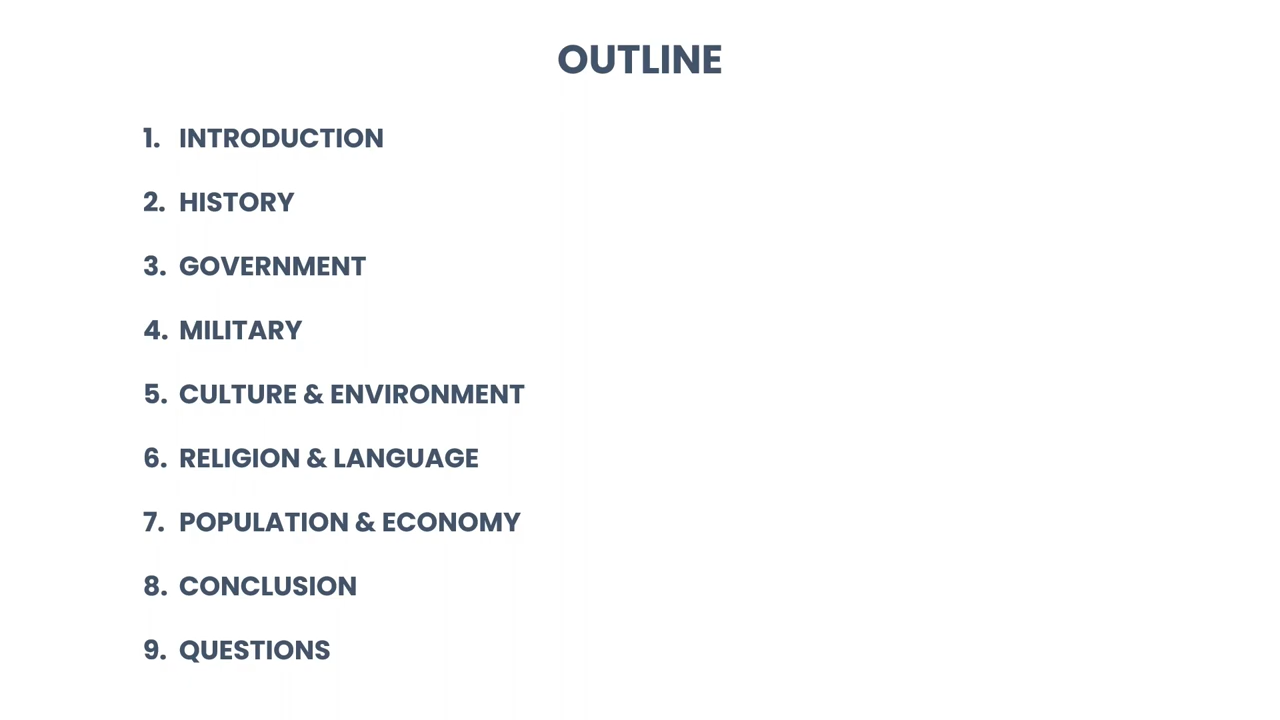 OUTLINE
1. INTRODUCTION
2. HISTORY
3. GOVERNMENT
4. MILITARY
5. CULTURE & ENVIRONMENT
6. RELIGION & LANGUAGE
7. POPULATION & ECONOMY
8. CONCLUSION
9. QUESTIONS